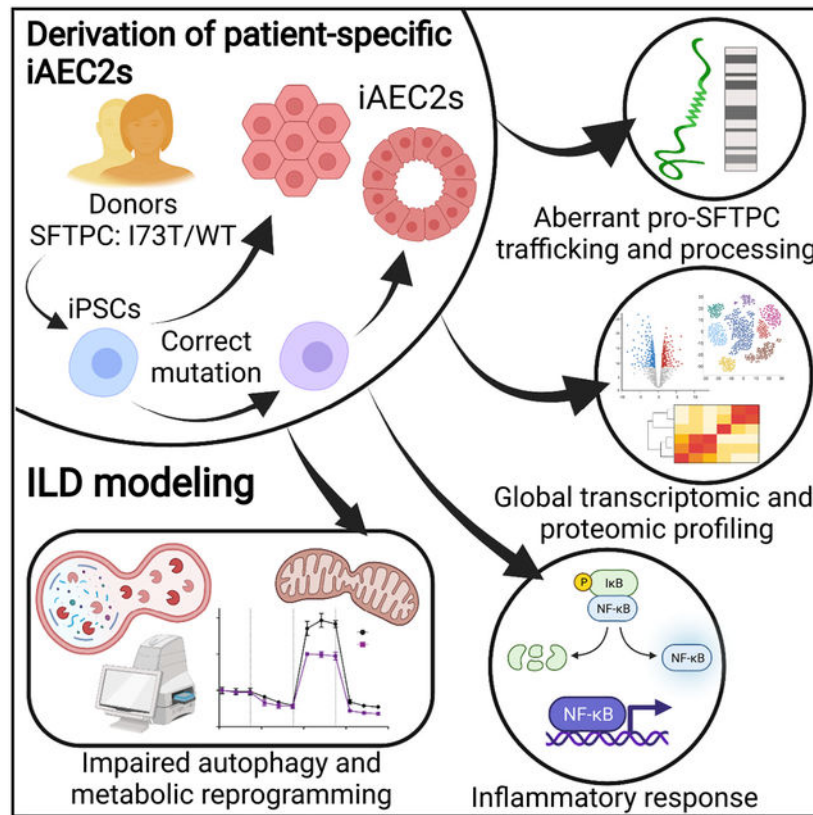 Derivation of patient-specific
iAEC2s
iAEC2s
Donors
SFTPC: I73T/WT
iPSCs
Correct
mutation
Aberrant pro-SFTPC
trafficking and processing
Global transcriptomic and
proteomic profiling
ILD modeling
Impaired autophagy and
metabolic reprogramming
P
IκB
NF-κB
NF-κB
NF-κB
Inflammatory response